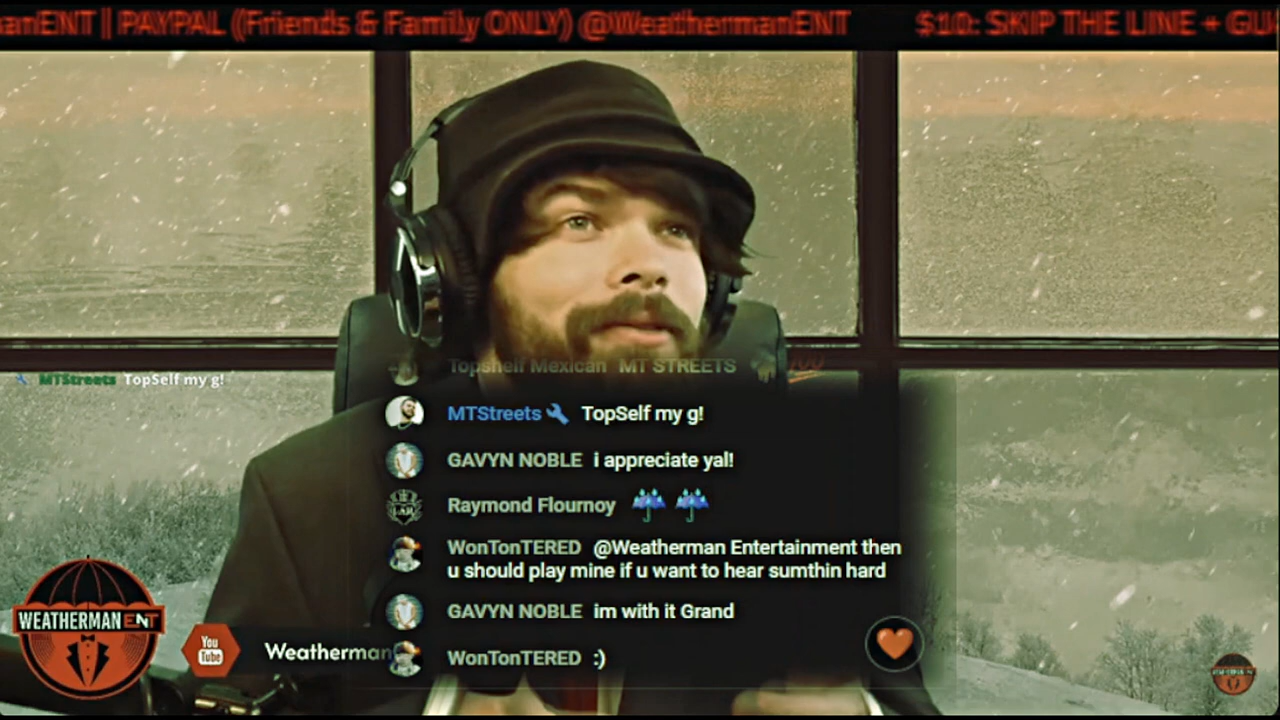 anENT | PAYPAL (Friends & Family ONLY) @WeathermanENT $10: SKIP THE LINE + GU
Topshelf Mexican MT STREETS 100
MTStreets TopSelf my g!
MTStreets TopSelf my g!
GAVYN NOBLE i appreciate yal!
Raymond Flournoy
WonTonTERED @Weatherman Entertainment then
u should play mine if u want to hear sumthin hard
GAVYN NOBLE im with it Grand
WEATHERMAN ENT
You
Tube
Weatherman
WonTonTERED :)